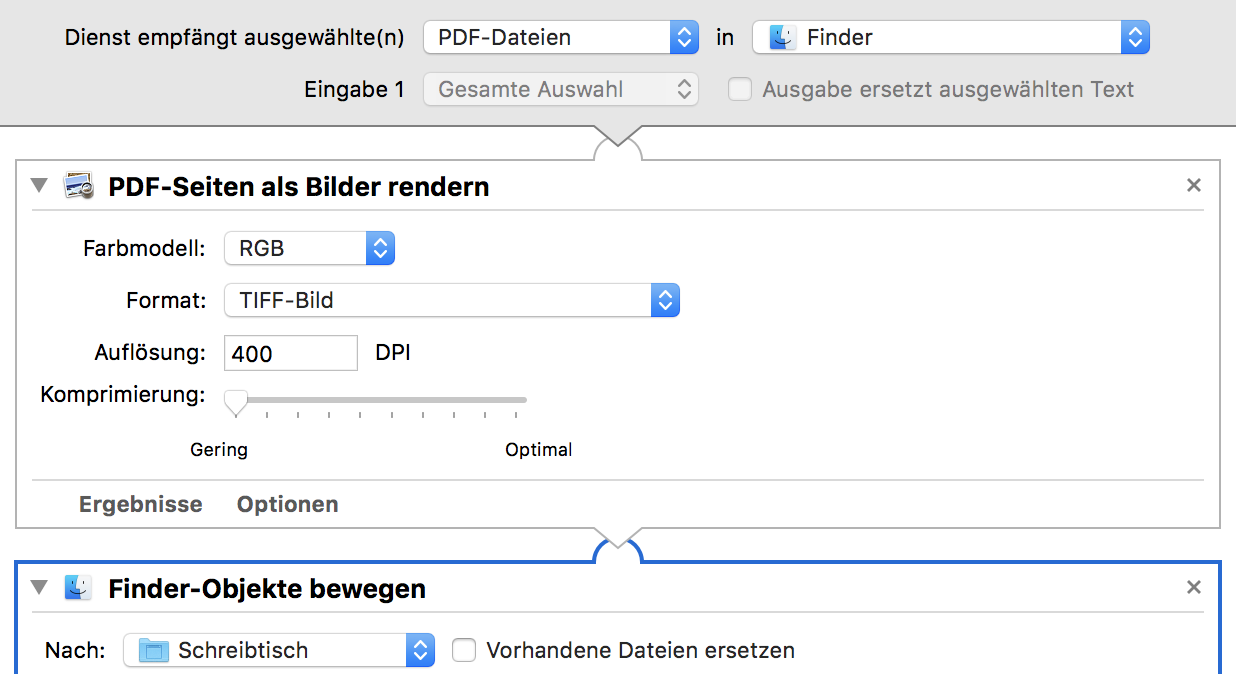 Dienst empfängt ausgewählte(n) PDF-Dateien in Finder
Eingabe 1 Gesamte Auswahl Ausgabe ersetzt ausgewählten Text
PDF-Seiten als Bilder rendern
Farbmodell: RGB
Format: TIFF-Bild
Auflösung: 400 DPI
Komprimierung:
Gering Optimal
Ergebnisse Optionen
Finder-Objekte bewegen
Nach: Schreibtisch Vorhandene Dateien ersetzen